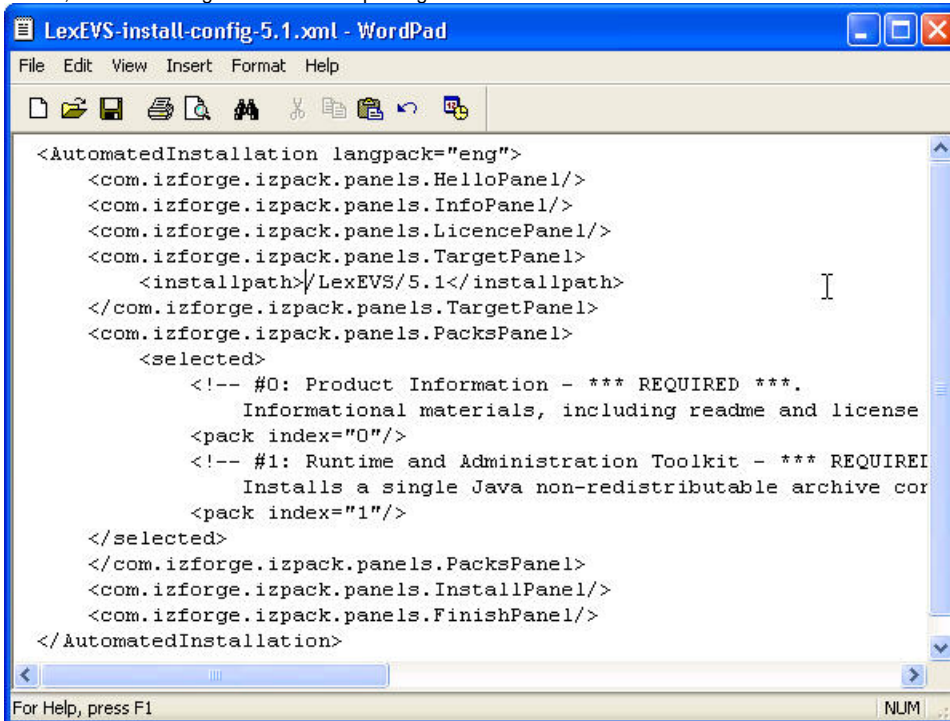 LexEVS-install-config-5.1.xml - WordPad
File Edit View Insert Format Help
<AutomatedInstallation langpack="eng">
<com.izforge.izpack.panels.HelloPanel/>
<com.izforge.izpack.panels.InfoPanel/>
<com.izforge.izpack.panels.LicencePanel/>
<com.izforge.izpack.panels.TargetPanel>
<installpath>/LexEVS/5.1</installpath>
</com.izforge.izpack.panels.TargetPanel>
<com.izforge.izpack.panels.PacksPanel>
<selected>
<!-- #0: Product Information - *** REQUIRED ***.
Informational materials, including readme and license
<pack index="0"/>
<!-- #1: Runtime and Administration Toolkit - ***
Installs a single Java non-redistributable archive
<pack index="1"/>
</selected>
</com.izforge.izpack.panels.PacksPanel>
<com.izforge.izpack.panels.InstallPanel/>
<com.izforge.izpack.panels.FinishPanel/>
</AutomatedInstallation>
For Help, press F1
NUM